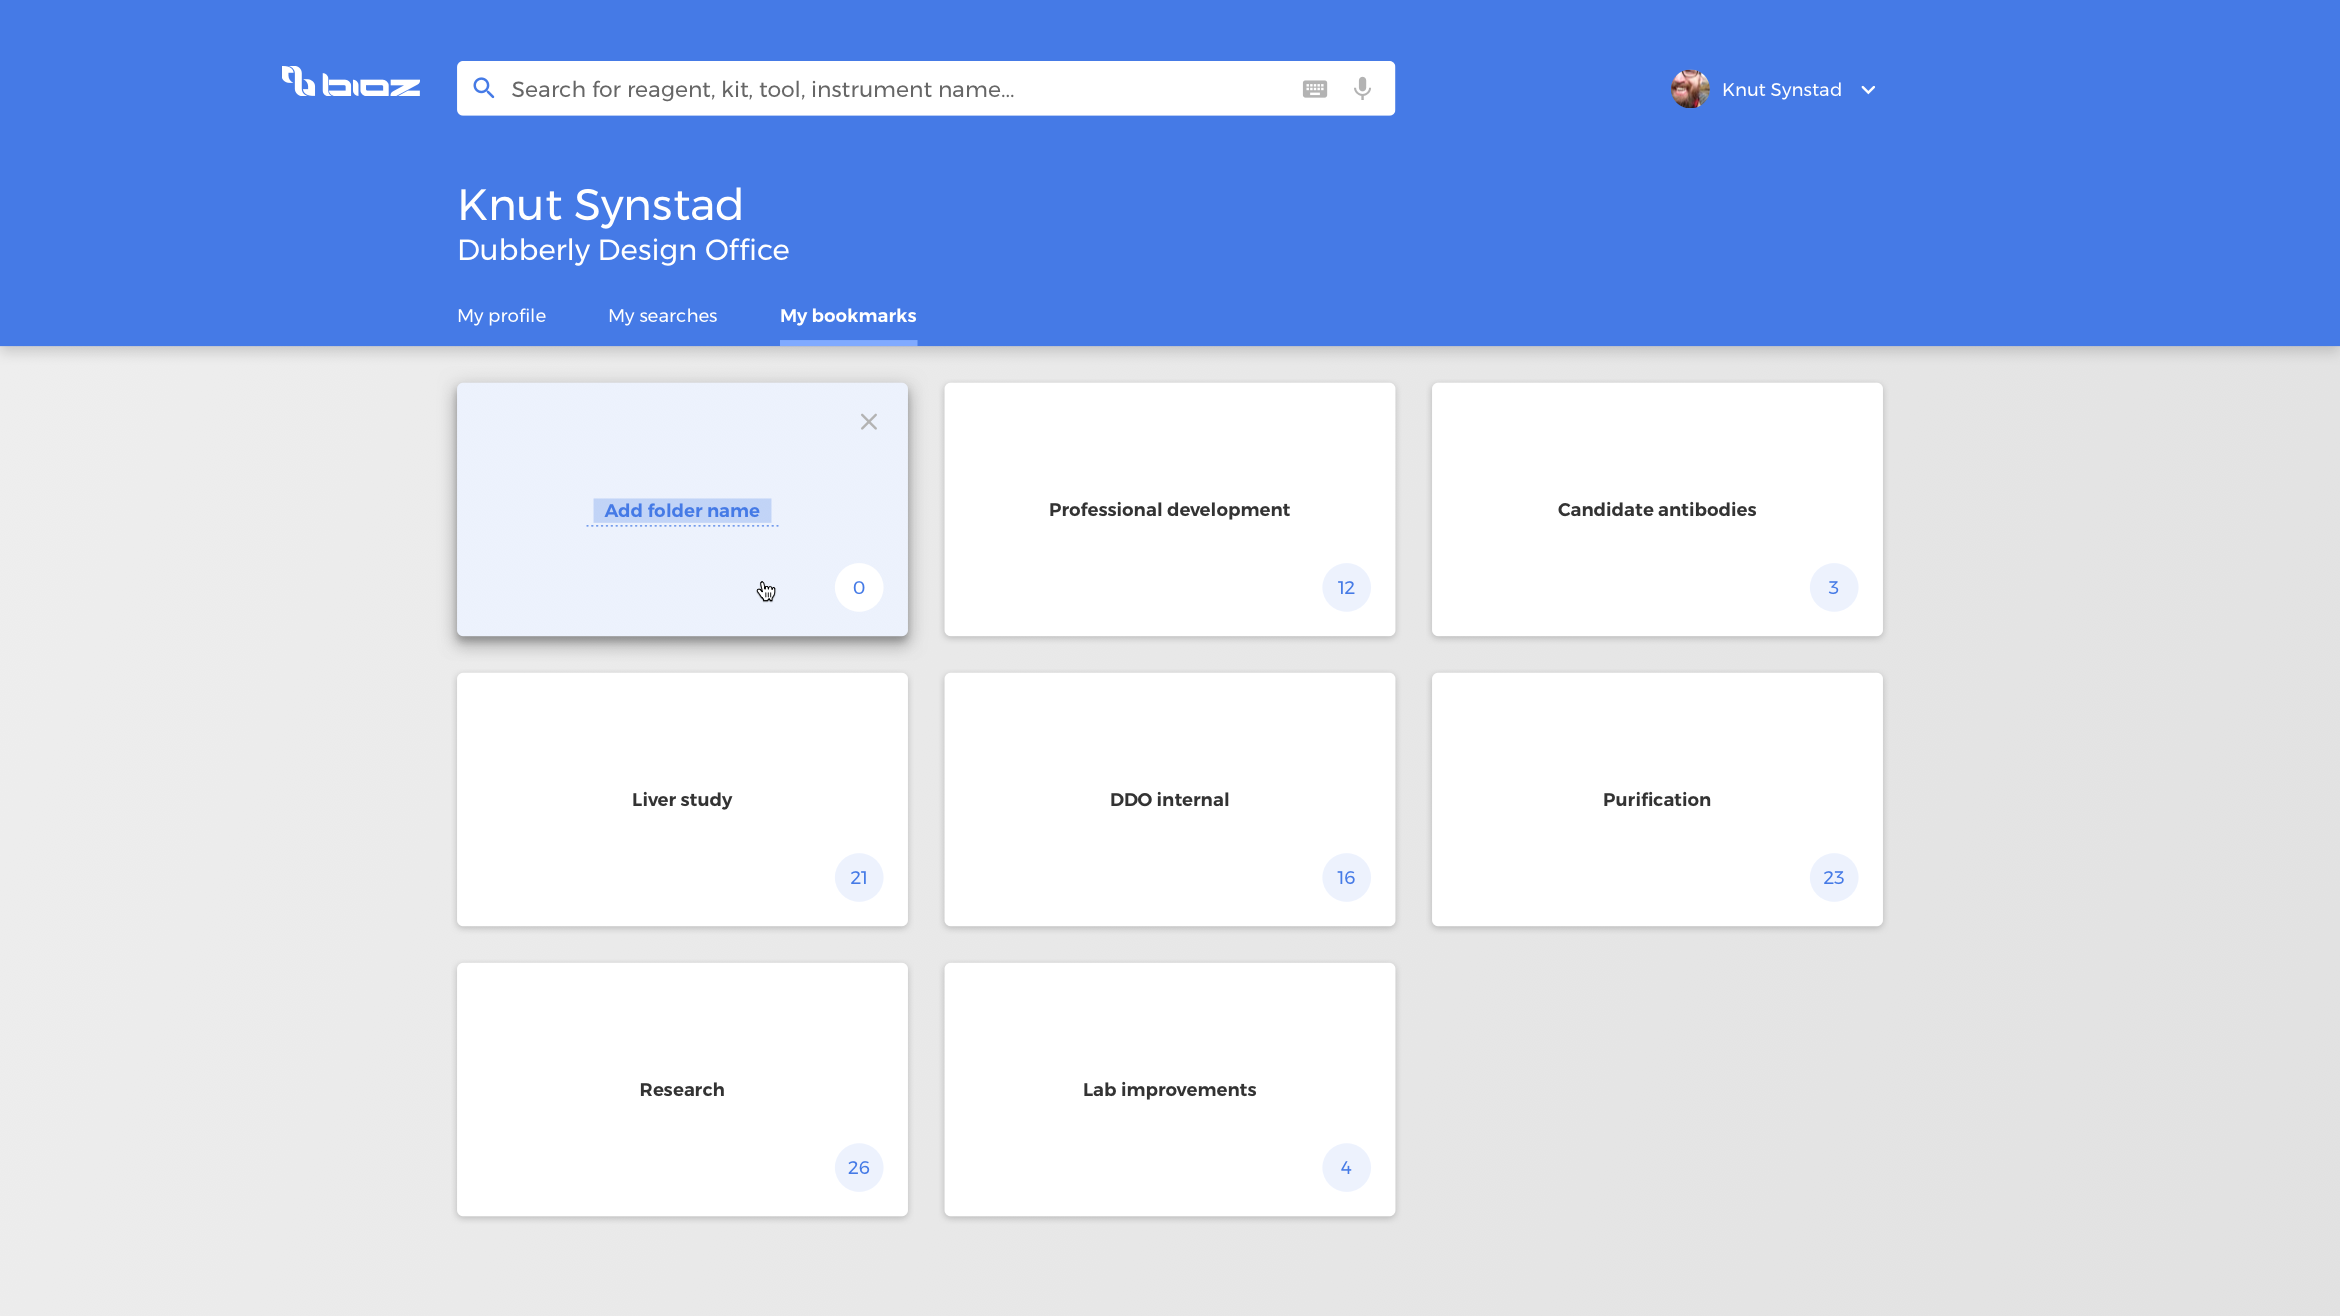 bioz
Search for reagent, kit, tool, instrument name...
Knut Synstad
Knut Synstad
Dubberly Design Office
My profile
My searches
My bookmarks
Add folder name
0
Professional development
12
Candidate antibodies
3
Liver study
21
DDO internal
16
Purification
23
Research
26
Lab improvements
4